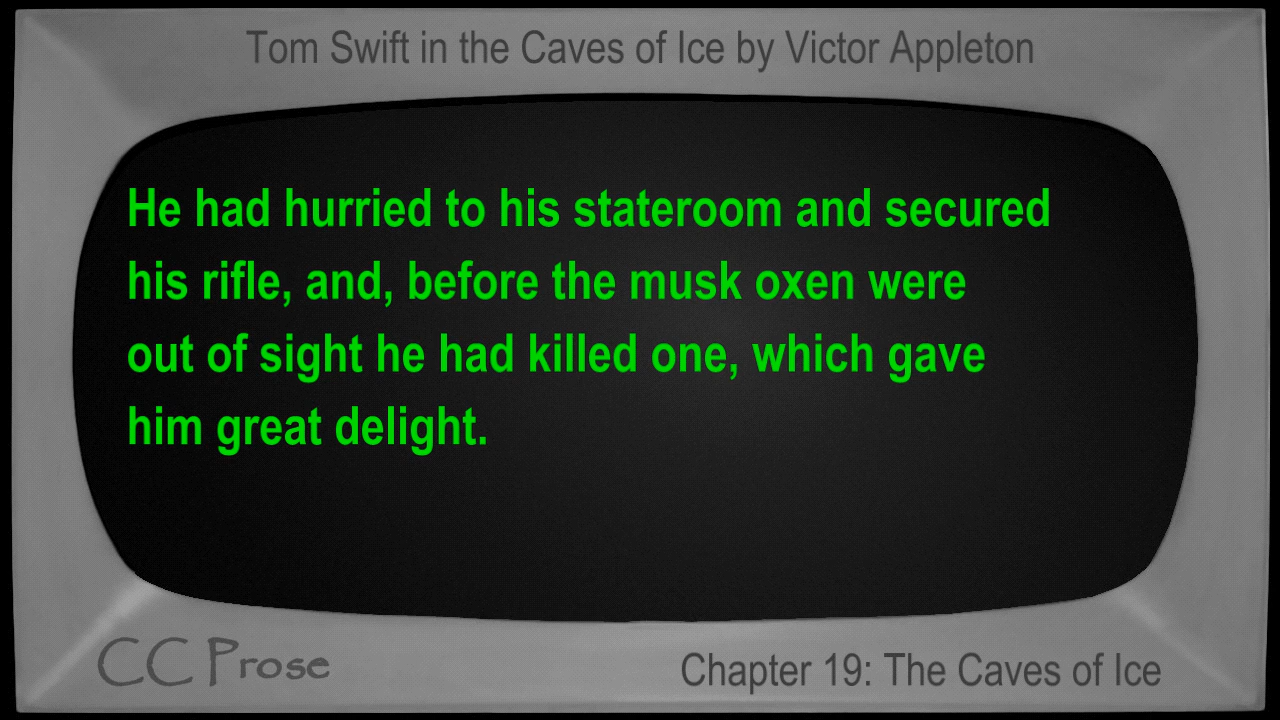 Tom Swift in the Caves of Ice by Victor Appleton
He had hurried to his stateroom and secured
his rifle, and, before the musk oxen were
out of sight he had killed one, which gave
him great delight.
CC Prose
Chapter 19: The Caves of Ice